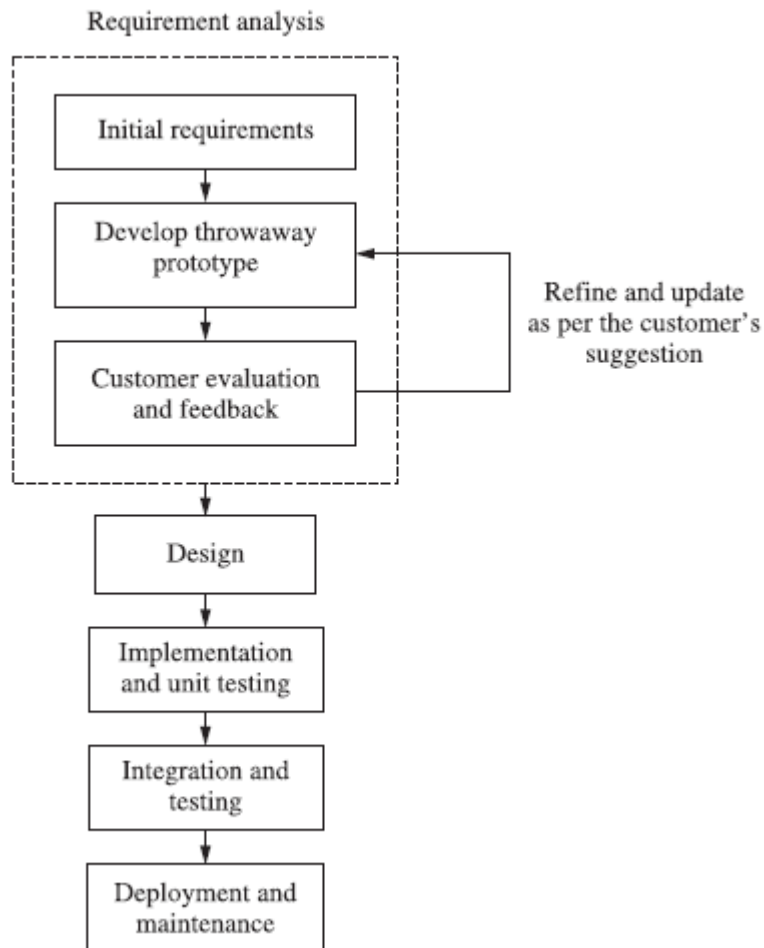 Requirement analysis
Initial requirements
Develop throwaway
prototype
Refine and update
as per the customer’s
suggestion
Customer evaluation
and feedback
Design
Implementation
and unit testing
Integration and
testing
Deployment and
maintenance